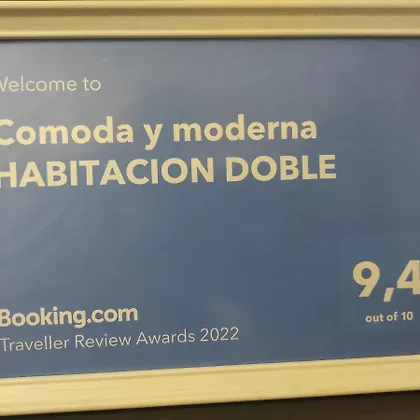 Welcome to
Comoda y moderna
HABITACION DOBLE
9,4
out of 10
Booking.com
Traveller Review Awards 2022